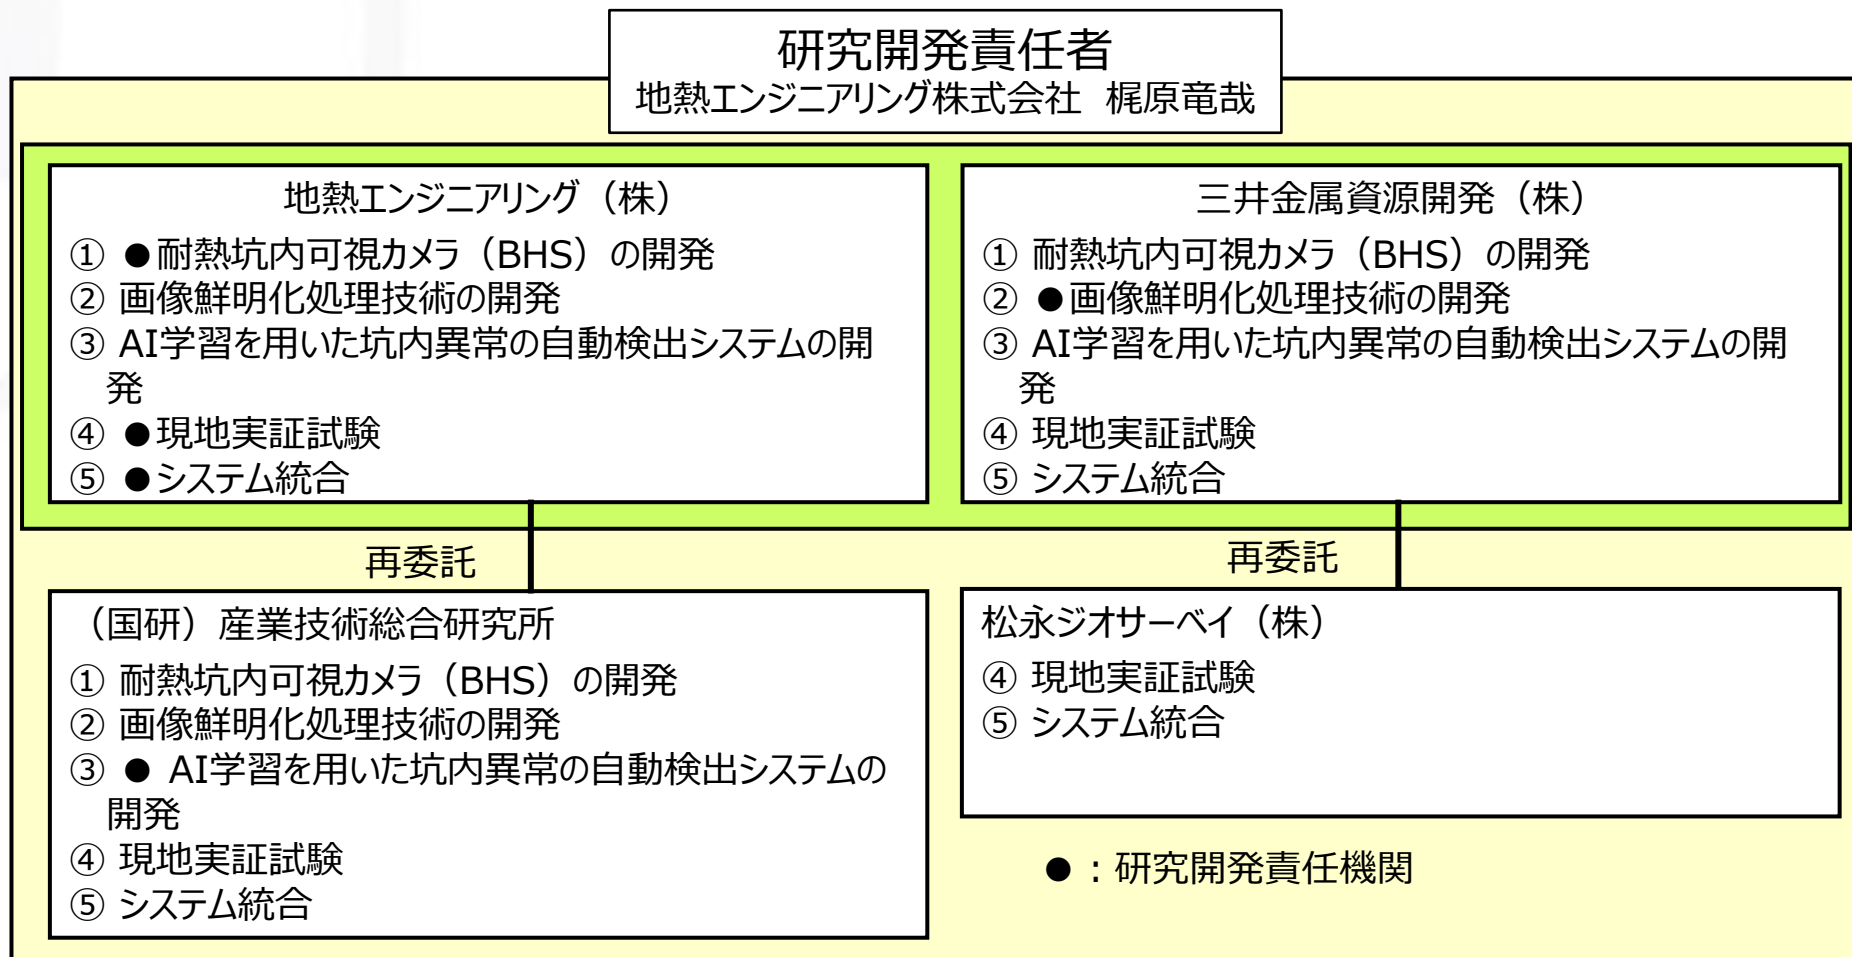 研究開発責任者
地熱エンジニアリング株式会社 梶原竜哉
地熱エンジニアリング（株）
① ●耐熱坑内可視カメラ（BHS）の開発
② 画像鮮明化処理技術の開発
③ AI学習を用いた坑内異常の自動検出システムの開
発
④ ●現地実証試験
⑤ ●システム統合
三井金属資源開発（株）
① 耐熱坑内可視カメラ（BHS）の開発
② ●画像鮮明化処理技術の開発
③ AI学習を用いた坑内異常の自動検出システムの開
発
④ 現地実証試験
⑤ システム統合
再委託
再委託
（国研）産業技術総合研究所
① 耐熱坑内可視カメラ（BHS）の開発
② 画像鮮明化処理技術の開発
③ ● AI学習を用いた坑内異常の自動検出システムの
開発
④ 現地実証試験
⑤ システム統合
松永ジオサーベイ（株）
④ 現地実証試験
⑤ システム統合
●：研究開発責任機関